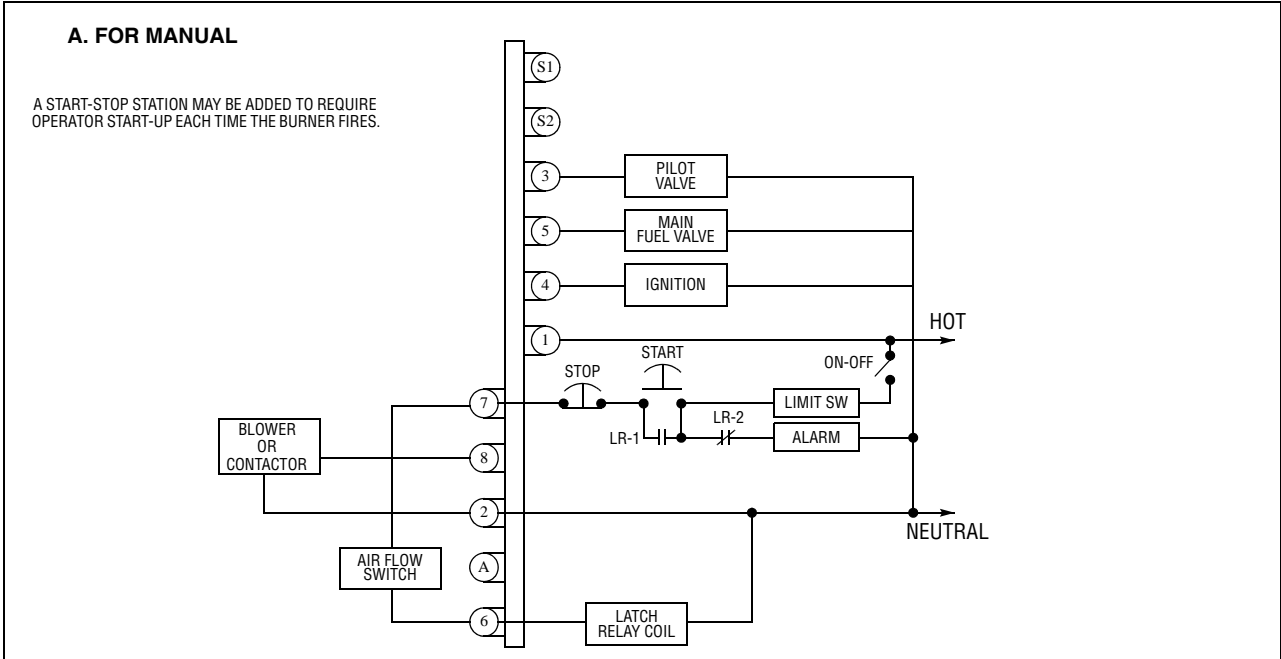 A. FOR MANUAL
A START-STOP STATION MAY BE ADDED TO REQUIRE
OPERATOR START-UP EACH TIME THE BURNER FIRES.
S1
S2
3
PILOT
VALVE
5
MAIN
FUEL VALVE
4
IGNITION
1
HOT
ON-OFF
START
STOP
7
LIMIT SW
LR-1
LR-2
ALARM
BLOWER
OR
CONTACTOR
8
2
NEUTRAL
AIR FLOW
SWITCH
A
6
LATCH
RELAY COIL